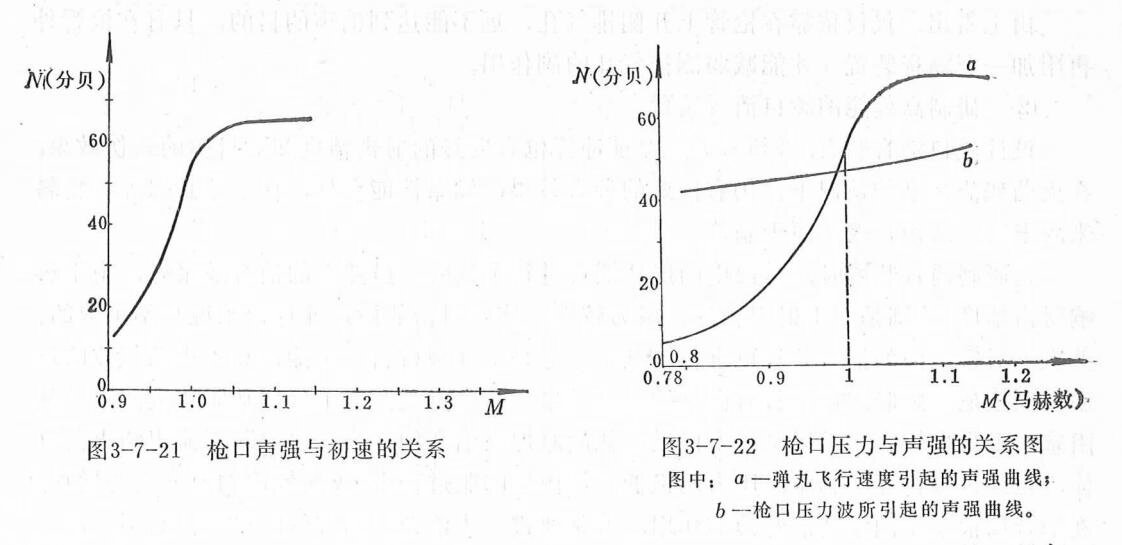 N(分贝)
60
40
20
0
0.9
1.0
1.1
1.2
1.3
M
图3-7-21 枪口声强与初速的关系
N(分贝)
a
60
b
40
20
0
0.8
0.78
0.9
1
1.1
1.2
M(马赫数)
图3-7-22 枪口压力与声强的关系图
图中: a—弹丸飞行速度引起的声强曲线;
b—枪口压力波所引起的声强曲线。